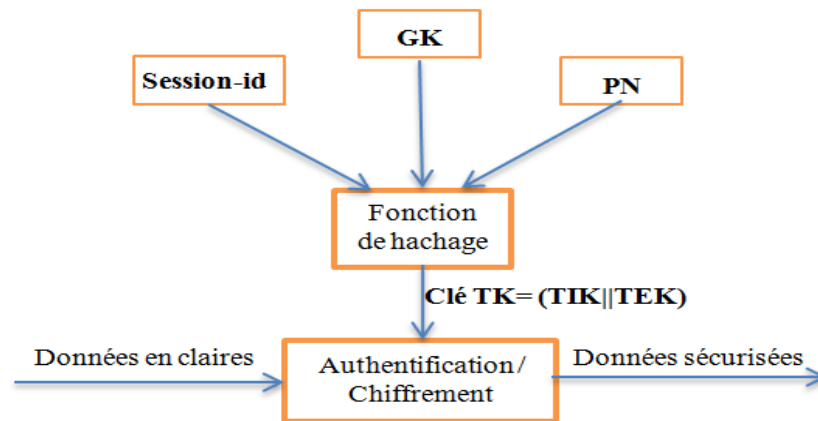 GK
Session-id
PN
Fonction
de hachage
Clé TK= (TIK||TEK)
Données en claires
Authentification /
Chiffrement
Données sécurisées